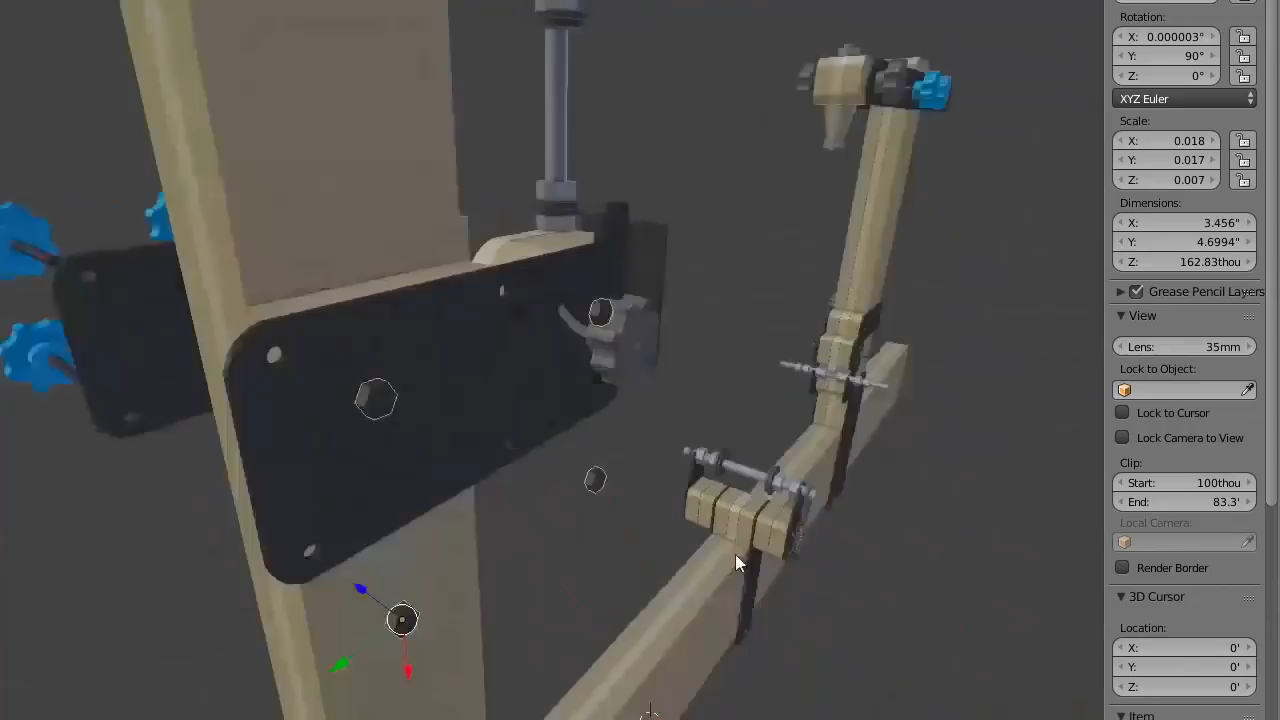 Rotation:
X: 0.000003°
Y: 90°
Z: 0°
XYZ Euler
Scale:
X: 0.018
Y: 0.017
Z: 0.007
Dimensions:
X: 3.456"
Y: 4.6994"
Z: 162.83thou
Grease Pencil Layers
View
Lens: 35mm
Lock to Object:
Lock to Cursor
Lock Camera to View
Clip:
Start: 100thou
End: 83.3'
Local Camera:
Render Border
3D Cursor
Location:
X: 0'
Y: 0'
Z: 0'
Item